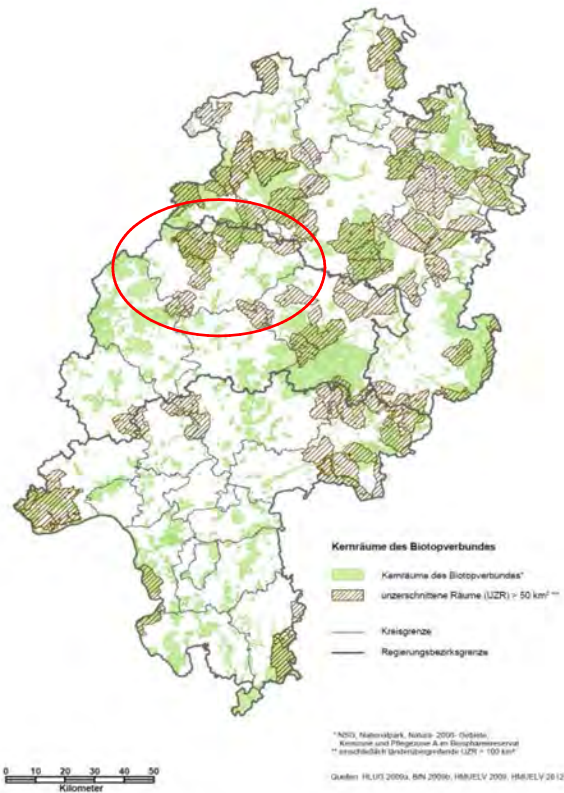 Kernräume des Biotopverbundes
Kernräume des Biotopverbundes*
unzerschnittene Räume (UZR) > 50 km² **
Kreisgrenze
Regierungsbezirksgrenze
* NSG, Nationalpark, Natura- 2000- Gebiete,
Kernzone und Pflegezone A im Biosphärenreservat
** einschließlich länderübergreifende UZR > 100 km²
0 10 20 30 40 50
Kilometer
Quellen: HLUG 2009a, BfN 2009b, HMUELV 2009, HMUELV 2012